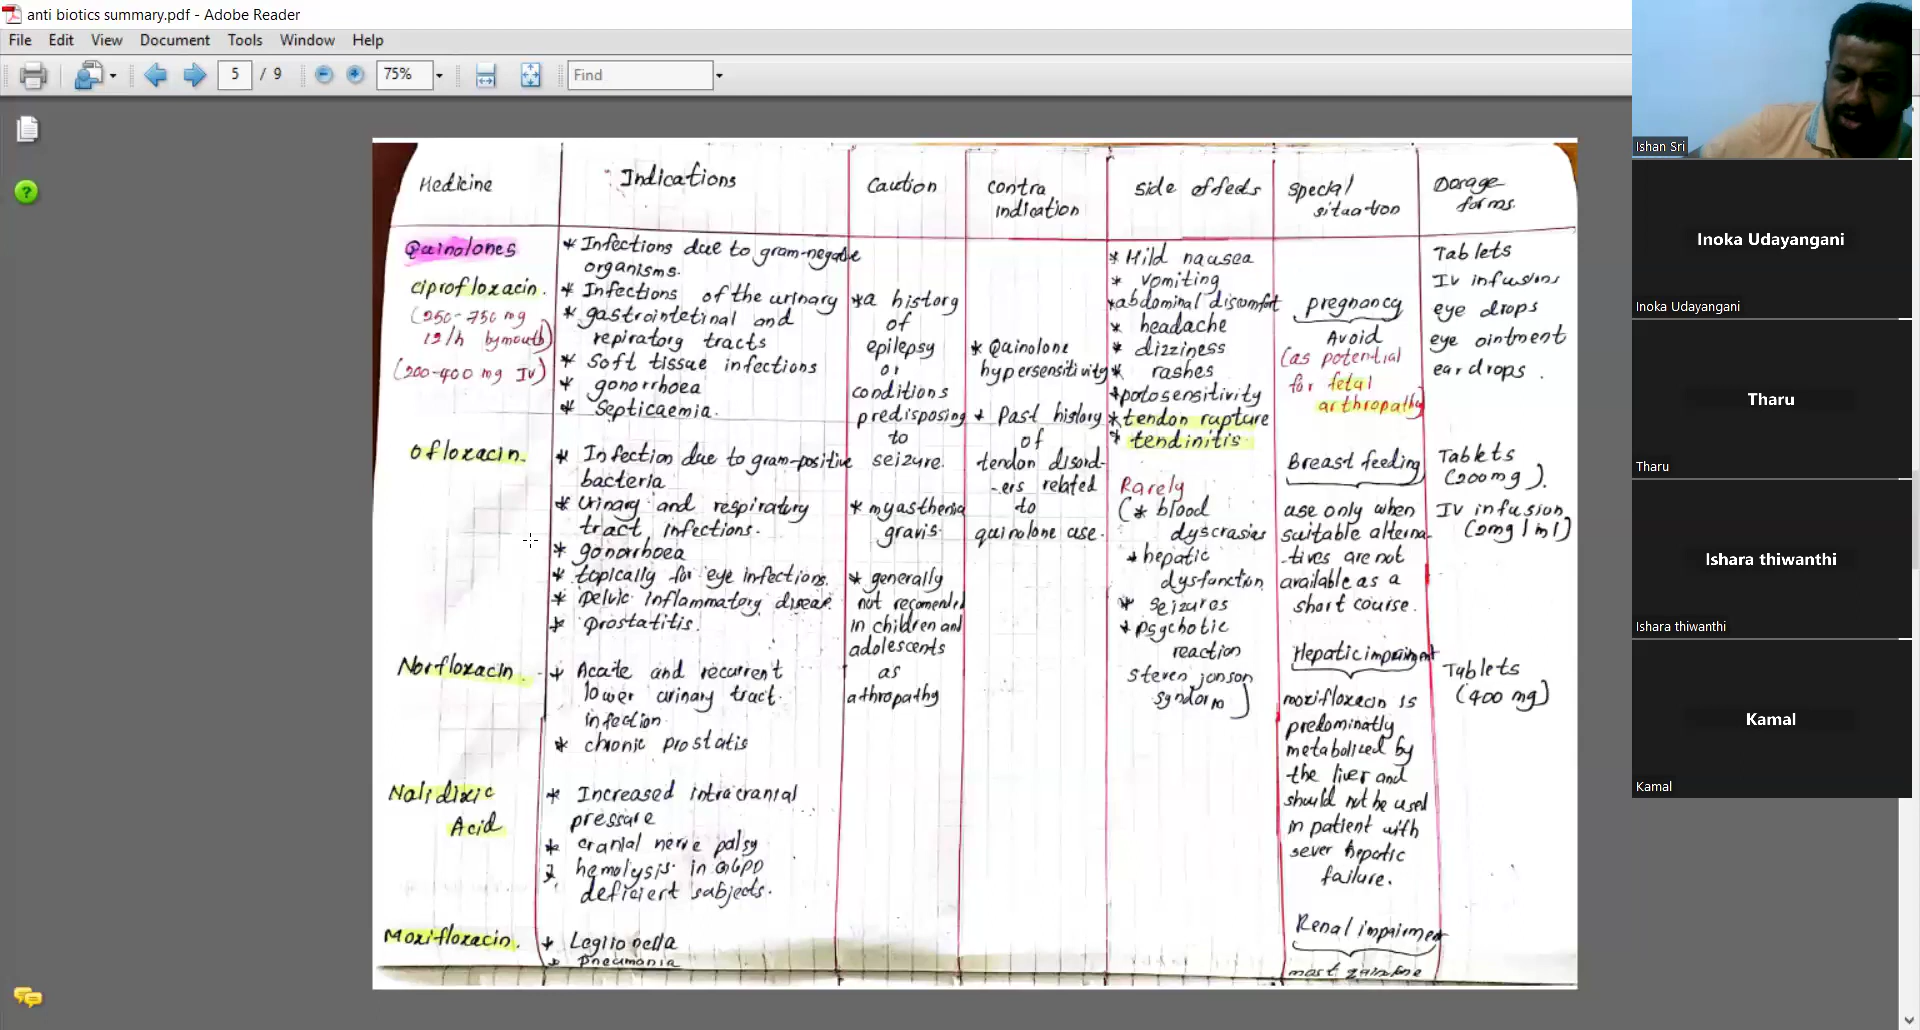 anti biotics summary.pdf - Adobe Reader
File Edit View Document Tools Window Help
5 / 9 75% Find
Medicine
Indications
Caution
contra
indication
side effects
special
situation
Dorage
forms.
Quinolones
ciprofloxacin.
(250-750 mg
12/h by mouth)
(200-400 mg IV)
* Infections due to gram-negative
organisms.
* Infections of the urinary
* gastrointetinal and
repiratory tracts
* Soft tissue infections
* gonorrhoea
* Septicaemia.
Ofloxacin.
* Infection due to gram-positive
bacteria
* Urinary and respiratory
tract infections.
* gonorrhoea
* topically for eye infections.
* pelvic inflammatory disease.
* prostatitis.
Norfloxacin.
* Acute and recurrent
lower urinary tract.
infection
* chronic prostatis
Nalidixic
Acid
* Increased intracranial
pressure
* cranial nerve palsy
* hemolysis in G6PD
deficient subjects.
Moxifloxacin.
* Legionella
* Pneumonia
*a history
of
epilepsy
or
conditions
predisposing
to
seizure.
* myasthenia
gravis.
* generally
not recomended
in children and
adolescents
as
athropathy
* Quinolone
hypersensitivity
* Past history
of
tendon disord-
-ers related
to
quinolone use.
* Mild nausea
* vomiting
*abdominal discomfort
* headache
* dizziness
* rashes
*potosensitivity
*tendon rupture
* tendinitis.
Rarely
(* blood
dyscrasies
* hepatic
dysfunction
* seizures
* psychotic
reaction
steven jonson
syndorm)
pregnancy
Avoid
(as potential
for fetal
arthropathy
Breast feeding
use only when
suitable alterna-
-tives are not
available as a
short course.
Hepatic impairment
moxifloxacin is
predominatly
metabolized by
the liver and
should not be used
in patient with
sever hepatic
failure.
Renal impairment
Tablets
IV infusions
eye drops
eye ointment
ear drops.
Tablets
(200mg).
IV infusion
(2mg/ml)
Tablets
(400 mg)
Ishan Sri
Inoka Udayangani
Inoka Udayangani
Tharu
Tharu
Ishara thiwanthi
Ishara thiwanthi
Kamal
Kamal